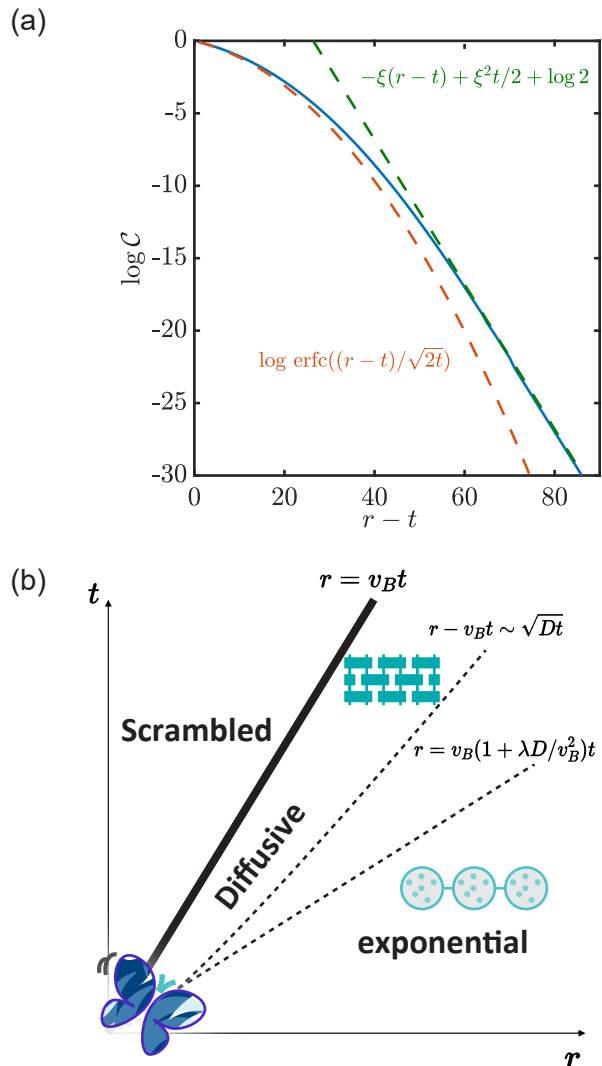 (a)
0
-5
-10
-15
-20
-25
-30
log 𝒞
−ξ(r − t) + ξ²t/2 + log 2
log erfc((r − t)/√2t)
0 20 40 60 80
r − t
(b)
t
r = v_B t
r − v_B t ∼ √Dt
Scrambled
r = v_B(1 + λD/v_B²)t
Diffusive
exponential
r